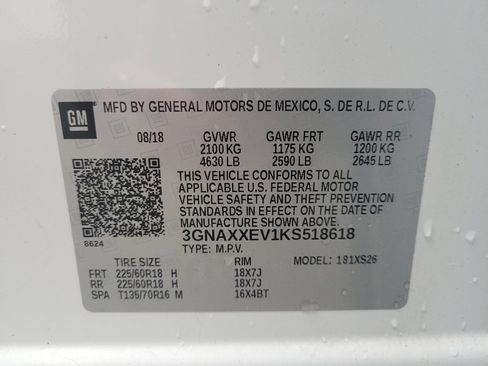 GM MFD BY GENERAL MOTORS DE MEXICO, S. DE R.L. DE C.V.
08/18 GVWR GAWR FRT GAWR RR
2100 KG 1175 KG 1200 KG
4630 LB 2590 LB 2645 LB
THIS VEHICLE CONFORMS TO ALL
APPLICABLE U.S. FEDERAL MOTOR
VEHICLE SAFETY AND THEFT PREVENTION
STANDARDS IN EFFECT ON THE DATE OF
MANUFACTURE SHOWN ABOVE.
8624 3GNAXXEV1KS518618
TYPE: M.P.V.
TIRE SIZE RIM MODEL: 1S1XS26
FRT 225/60R18 H 18X7J
RR 225/60R18 H 18X7J
SPA T135/70R16 M 16X4BT